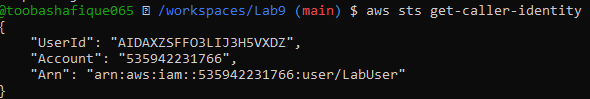 @toobashafique065 /workspaces/Lab9 (main) $ aws sts get-caller-identity
{
    "UserId": "AIDAXZSFFO3LIJ3H5VXDZ",
    "Account": "535942231766",
    "Arn": "arn:aws:iam::535942231766:user/LabUser"
}